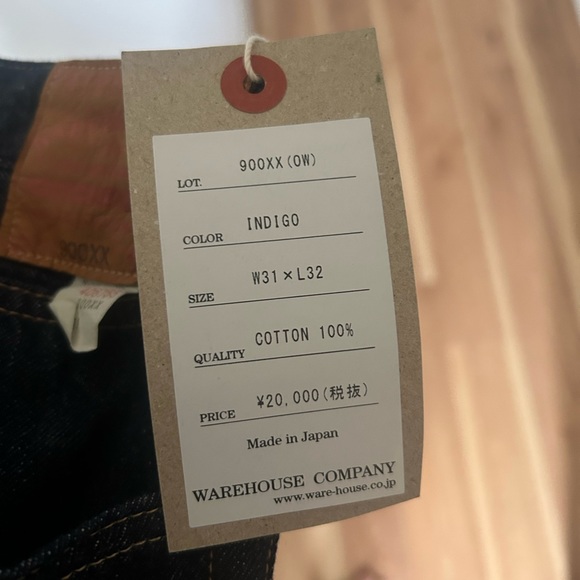 LOT. 900XX(OW)
COLOR INDIGO
SIZE W31×L32
QUALITY COTTON 100%
PRICE ¥20,000(税抜)
Made in Japan
WAREHOUSE COMPANY
www.ware-house.co.jp
900XX